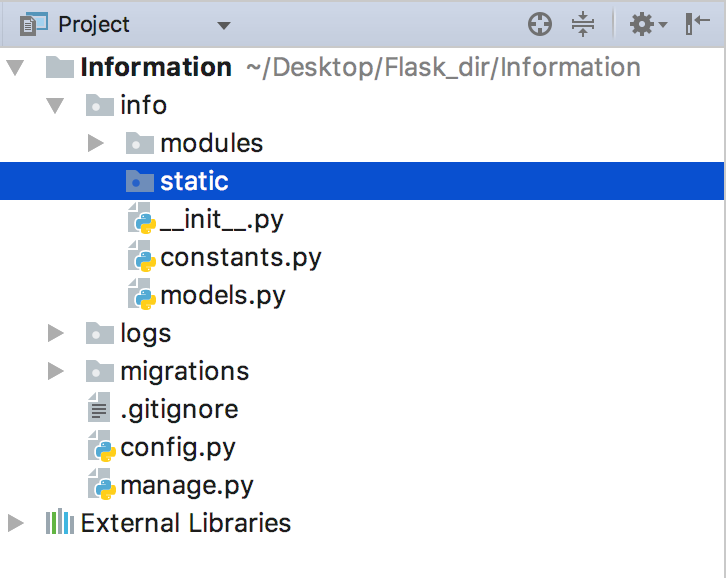 Project
Information ~/Desktop/Flask_dir/Information
info
modules
static
__init__.py
constants.py
models.py
logs
migrations
.gitignore
config.py
manage.py
External Libraries